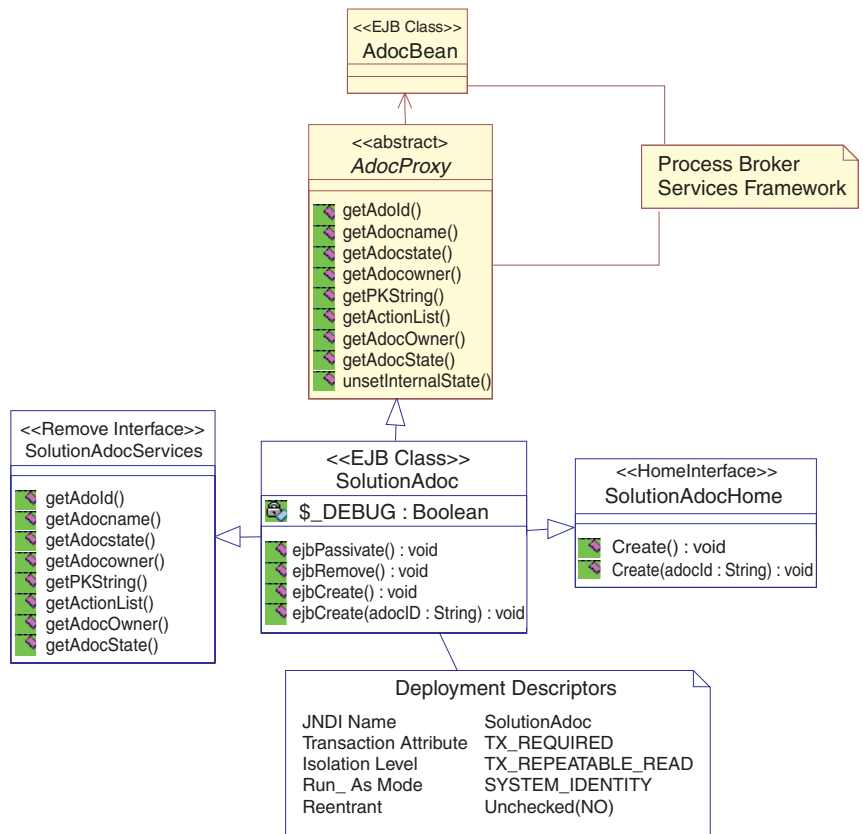 <<EJB Class>>
AdocBean
<<abstract>
AdocProxy
getAdoId()
getAdocname()
getAdocstate()
getAdocowner()
getPKString()
getActionList()
getAdocOwner()
getAdocState()
unsetInternalState()
Process Broker
Services Framework
<<Remove Interface>>
SolutionAdocServices
getAdoId()
getAdocname()
getAdocstate()
getAdocowner()
getPKString()
getActionList()
getAdocOwner()
getAdocState()
<<EJB Class>>
SolutionAdoc
$_DEBUG : Boolean
ejbPassivate() : void
ejbRemove() : void
ejbCreate() : void
ejbCreate(adocID : String) : void
<<HomeInterface>>
SolutionAdocHome
Create() : void
Create(adocId : String) : void
Deployment Descriptors
JNDI Name SolutionAdoc
Transaction Attribute TX_REQUIRED
Isolation Level TX_REPEATABLE_READ
Run_ As Mode SYSTEM_IDENTITY
Reentrant Unchecked(NO)